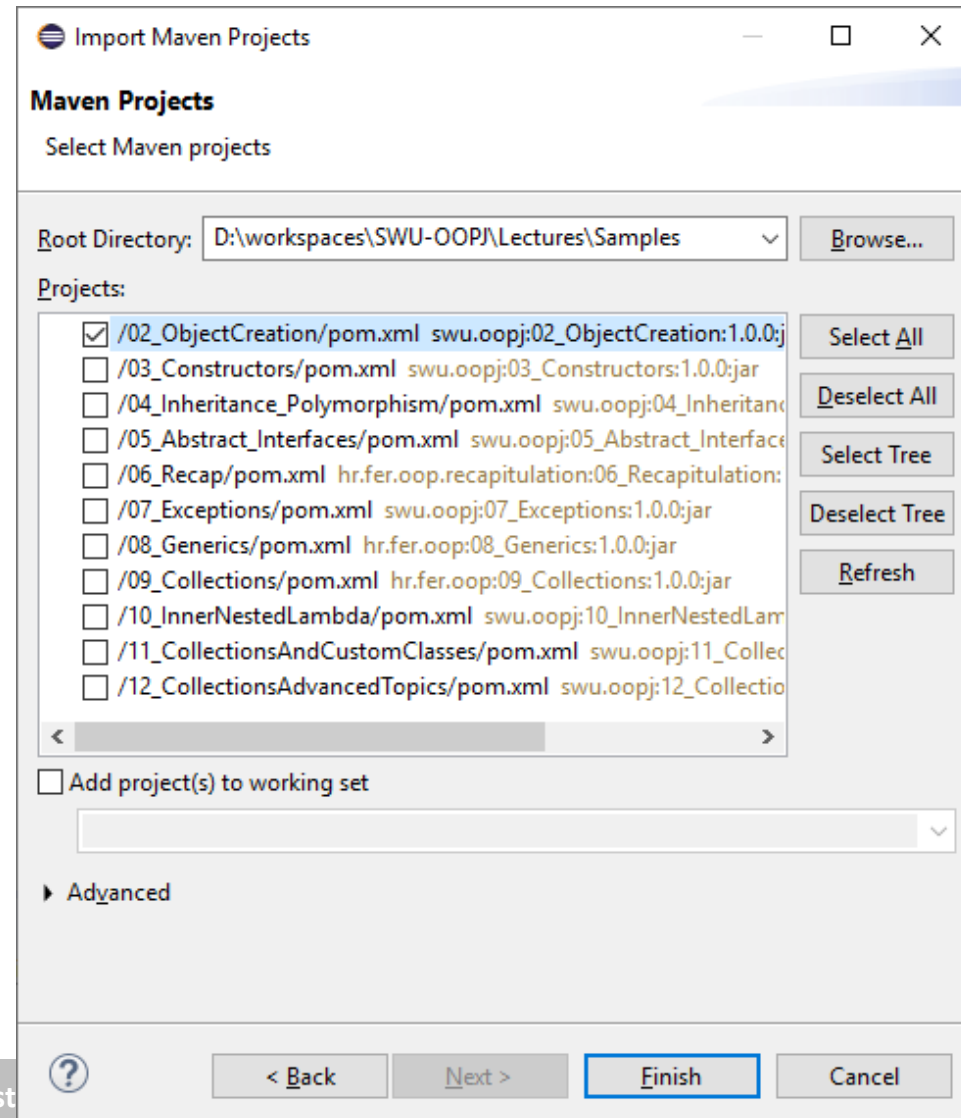 Import Maven Projects
Maven Projects
Select Maven projects
Root Directory: D:\workspaces\SWU-OOPJ\Lectures\Samples Browse...
Projects:
/02_ObjectCreation/pom.xml swu.oopj:02_ObjectCreation:1.0.0:j Select All
/03_Constructors/pom.xml swu.oopj:03_Constructors:1.0.0:jar
/04_Inheritance_Polymorphism/pom.xml swu.oopj:04_Inheritanc Deselect All
/05_Abstract_Interfaces/pom.xml swu.oopj:05_Abstract_Interface
/06_Recap/pom.xml hr.fer.oop.recapitulation:06_Recapitulation: Select Tree
/07_Exceptions/pom.xml swu.oopj:07_Exceptions:1.0.0:jar Deselect Tree
/08_Generics/pom.xml hr.fer.oop:08_Generics:1.0.0:jar
/09_Collections/pom.xml hr.fer.oop:09_Collections:1.0.0:jar Refresh
/10_InnerNestedLambda/pom.xml swu.oopj:10_InnerNestedLam
/11_CollectionsAndCustomClasses/pom.xml swu.oopj:11_Collec
/12_CollectionsAdvancedTopics/pom.xml swu.oopj:12_Collectio
Add project(s) to working set
Advanced
? < Back Next > Finish Cancel
st